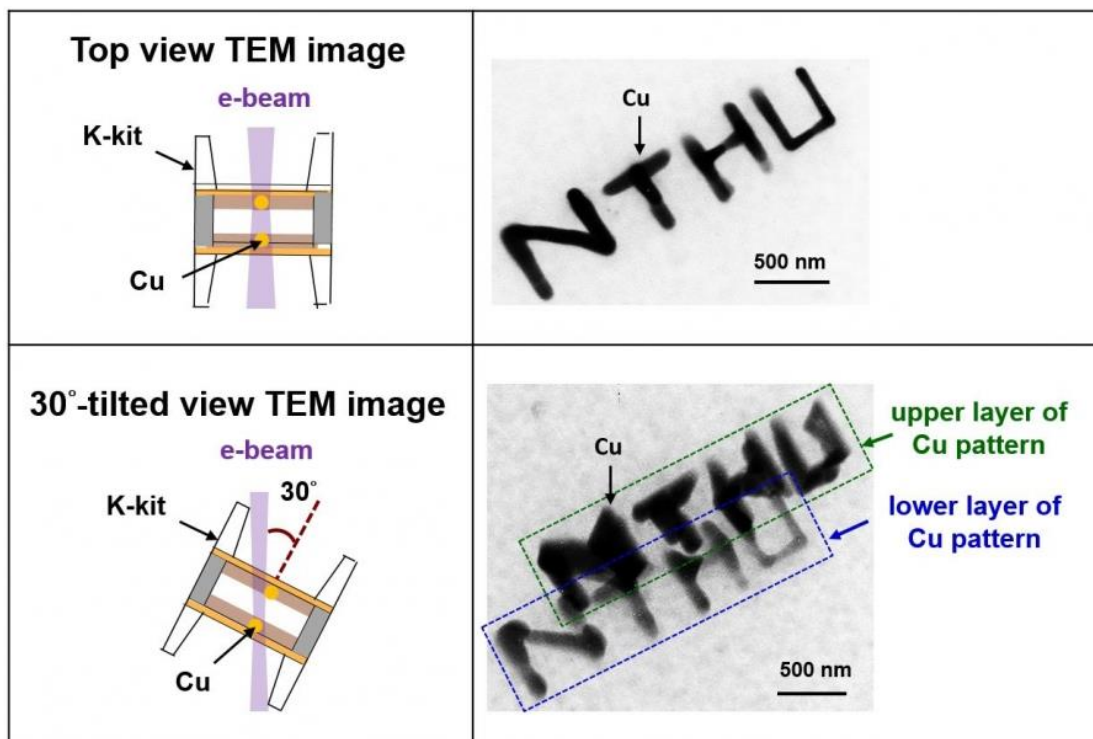 Top view TEM image
e-beam
K-kit
Cu
Cu
NTHU
500 nm
30°-tilted view TEM image
e-beam
30°
K-kit
Cu
Cu
NTHU
NTHU
500 nm
upper layer of
Cu pattern
lower layer of
Cu pattern